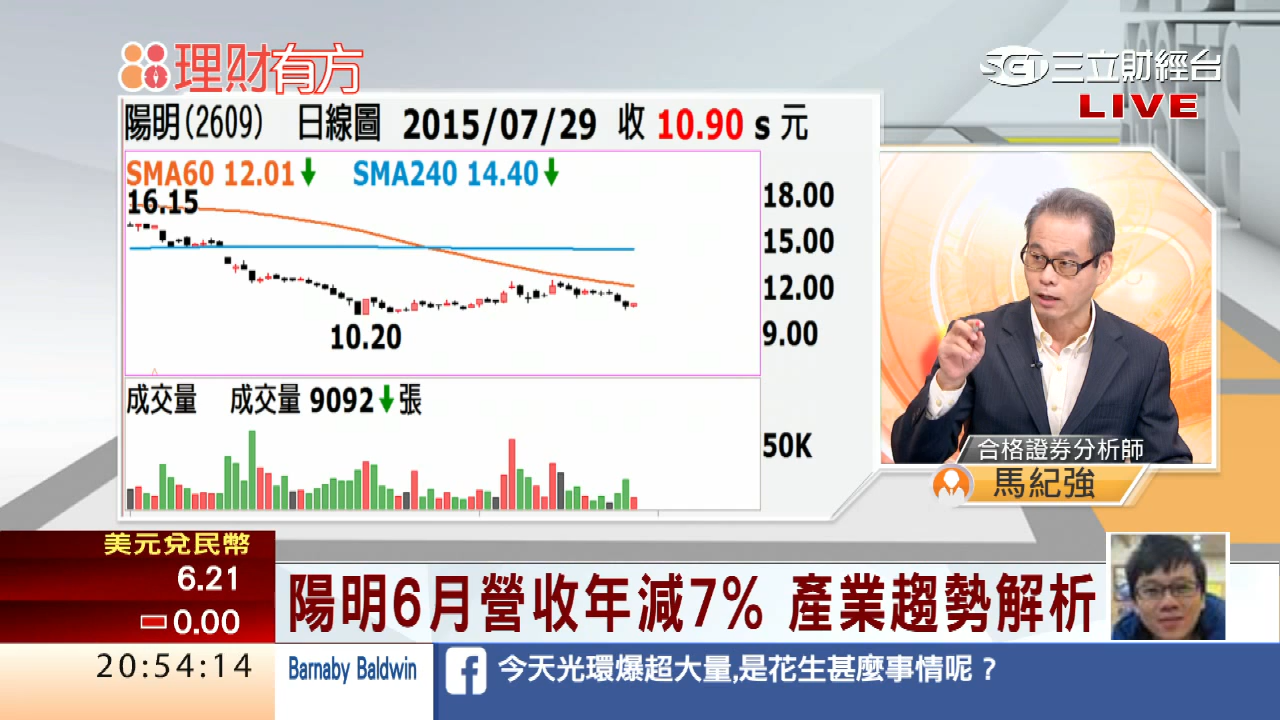 理財有方
SET 三立財經台
LIVE
陽明(2609) 日線圖 2015/07/29 收 10.90 s 元
SMA60 12.01↓ SMA240 14.40↓
16.15
18.00
15.00
12.00
9.00
10.20
成交量 成交量 9092↓張
50K
合格證券分析師
馬紀強
美元兌民幣
6.21
0.00
陽明6月營收年減7% 產業趨勢解析
20:54:14
Barnaby Baldwin
今天光環爆超大量,是花生甚麼事情呢?